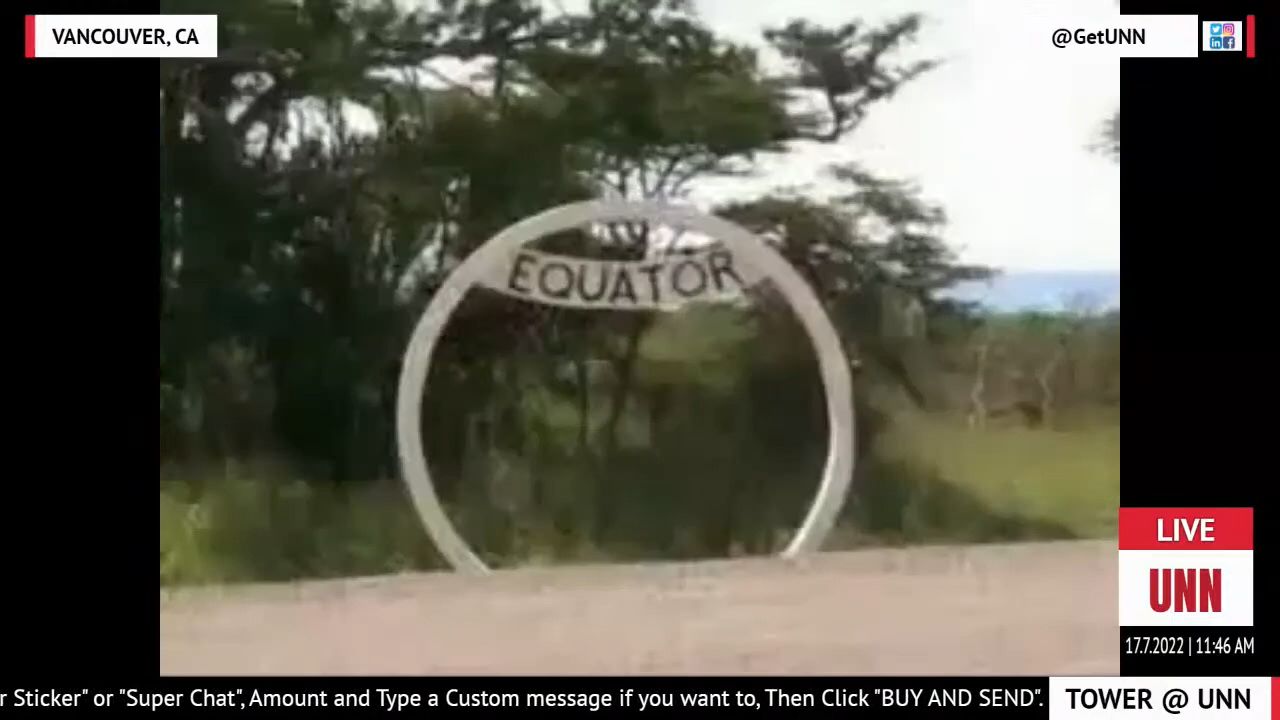 VANCOUVER, CA
@GetUNN
EQUATOR
LIVE
UNN
17.7.2022 | 11:46 AM
r Sticker" or "Super Chat", Amount and Type a Custom message if you want to, Then Click "BUY AND SEND".
TOWER @ UNN